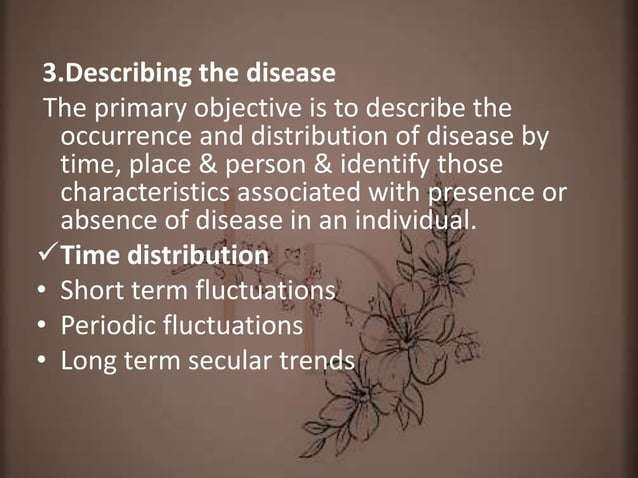 3.Describing the disease
The primary objective is to describe the
occurrence and distribution of disease by
time, place & person & identify those
characteristics associated with presence or
absence of disease in an individual.
✓Time distribution
• Short term fluctuations
• Periodic fluctuations
• Long term secular trends